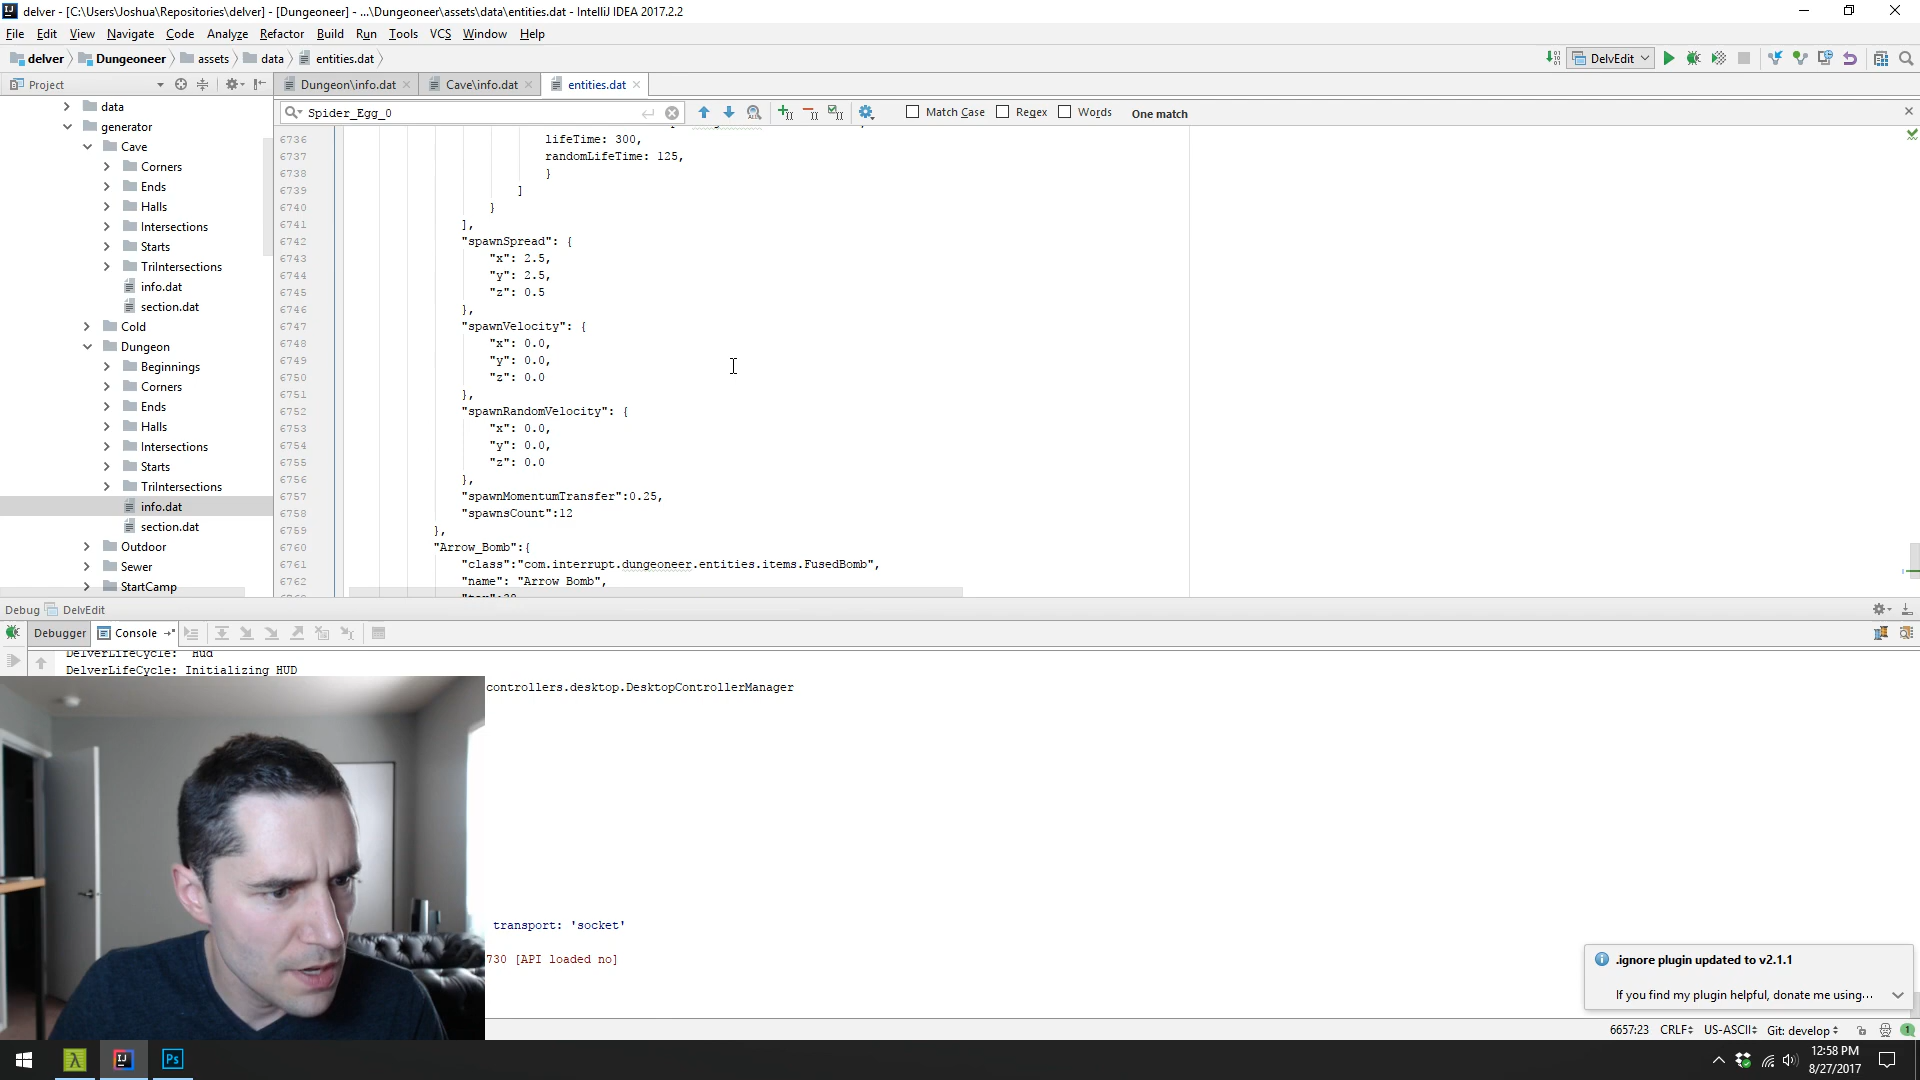 delver - [C:\Users\Joshua\Repositories\delver] - [Dungeoneer] - ...\Dungeoneer\assets\data\entities.dat - IntelliJ IDEA 2017.2.2
File Edit View Navigate Code Analyze Refactor Build Run Tools VCS Window Help
delver Dungeoneer assets data entities.dat DelvEdit
Project Dungeon\info.dat Cave\info.dat entities.dat
Spider_Egg_0 Match Case Regex Words One match
data
generator
Cave
Corners
Ends
Halls
Intersections
Starts
TriIntersections
info.dat
section.dat
Cold
Dungeon
Beginnings
Corners
Ends
Halls
Intersections
Starts
TriIntersections
info.dat
section.dat
Outdoor
Sewer
StartCamp
6736 lifeTime: 300,
6737 randomLifeTime: 125,
6738 }
6739 ]
6740 }
6741 ],
6742 "spawnSpread": {
6743 "x": 2.5,
6744 "y": 2.5,
6745 "z": 0.5
6746 },
6747 "spawnVelocity": {
6748 "x": 0.0,
6749 "y": 0.0,
6750 "z": 0.0
6751 },
6752 "spawnRandomVelocity": {
6753 "x": 0.0,
6754 "y": 0.0,
6755 "z": 0.0
6756 },
6757 "spawnMomentumTransfer":0.25,
6758 "spawnsCount":12
6759 },
6760 "Arrow_Bomb":{
6761 "class":"com.interrupt.dungeoneer.entities.items.FusedBomb",
6762 "name": "Arrow Bomb",
Debug DelvEdit
Debugger Console
DelverLifeCycle: Hud
DelverLifeCycle: Initializing HUD
controllers.desktop.DesktopControllerManager
transport: 'socket'
730 [API loaded no]
.ignore plugin updated to v2.1.1
If you find my plugin helpful, donate me using...
6657:23 CRLF US-ASCII Git: develop 1
Ps
12:58 PM
8/27/2017